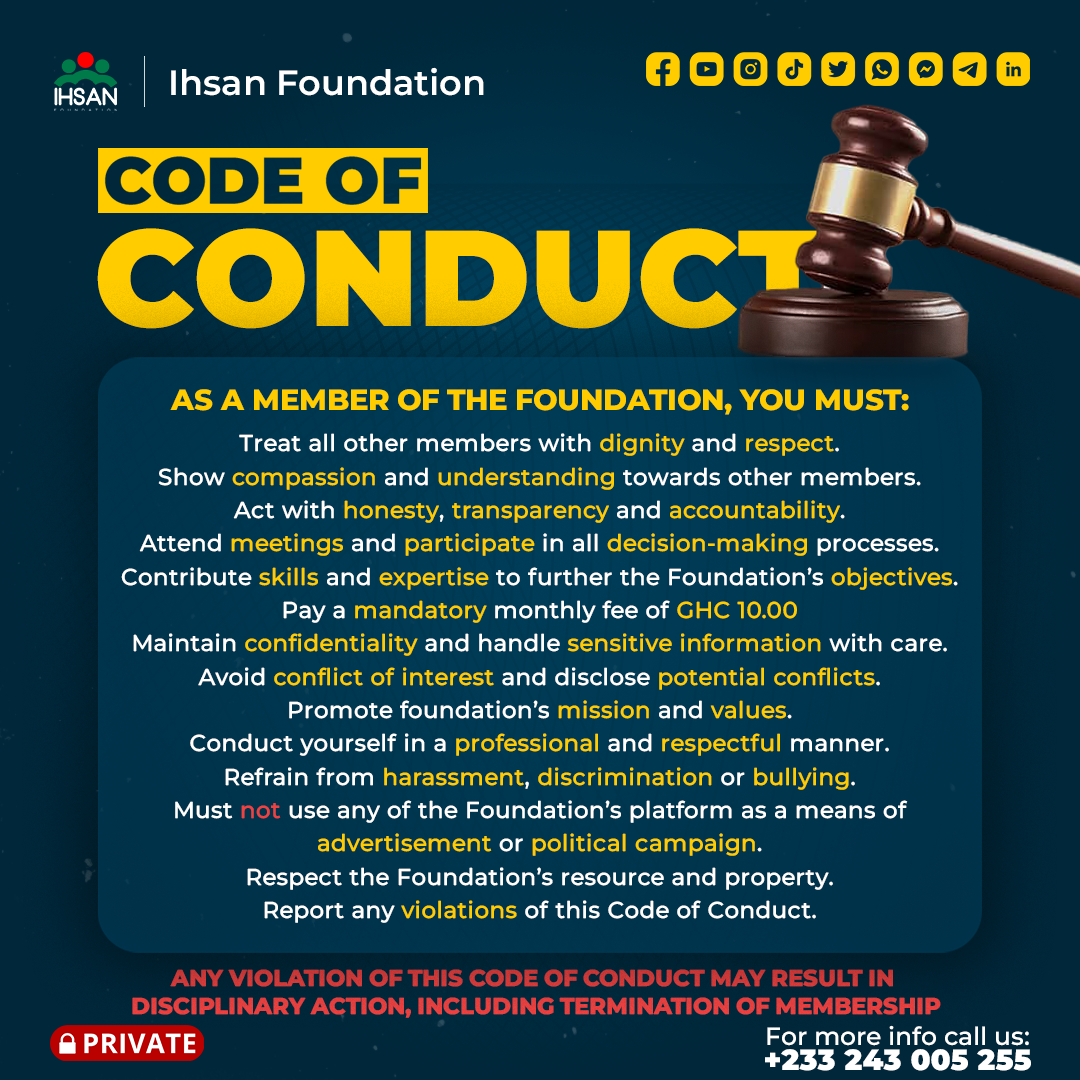 IHSAN
FOUNDATION
Ihsan Foundation
CODE OF
CONDUCT
AS A MEMBER OF THE FOUNDATION, YOU MUST:
Treat all other members with dignity and respect.
Show compassion and understanding towards other members.
Act with honesty, transparency and accountability.
Attend meetings and participate in all decision-making processes.
Contribute skills and expertise to further the Foundation’s objectives.
Pay a mandatory monthly fee of GHC 10.00
Maintain confidentiality and handle sensitive information with care.
Avoid conflict of interest and disclose potential conflicts.
Promote foundation’s mission and values.
Conduct yourself in a professional and respectful manner.
Refrain from harassment, discrimination or bullying.
Must not use any of the Foundation’s platform as a means of
advertisement or political campaign.
Respect the Foundation’s resource and property.
Report any violations of this Code of Conduct.
ANY VIOLATION OF THIS CODE OF CONDUCT MAY RESULT IN
DISCIPLINARY ACTION, INCLUDING TERMINATION OF MEMBERSHIP
PRIVATE
For more info call us:
+233 243 005 255